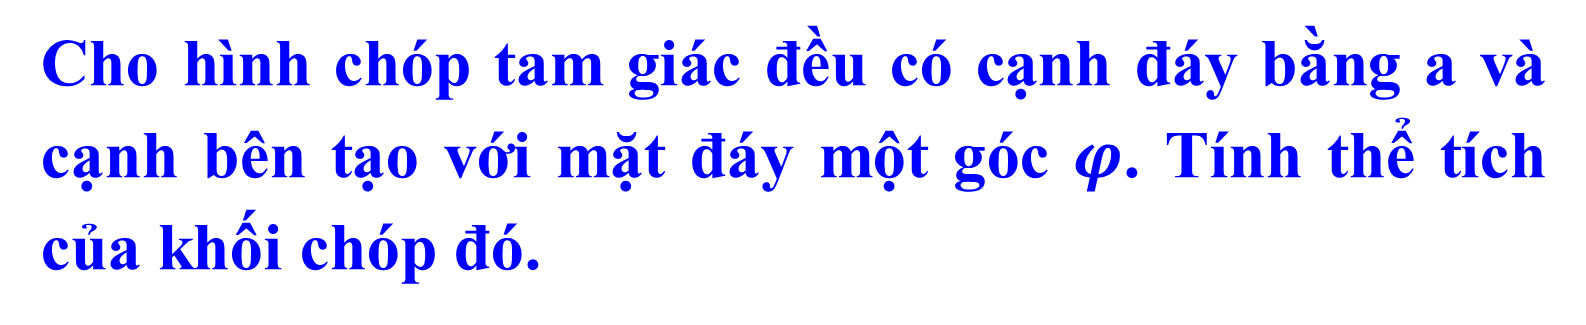 Cho hình chóp tam giác đều có cạnh đáy bằng a và
cạnh bên tạo với mặt đáy một góc φ. Tính thể tích
của khối chóp đó.